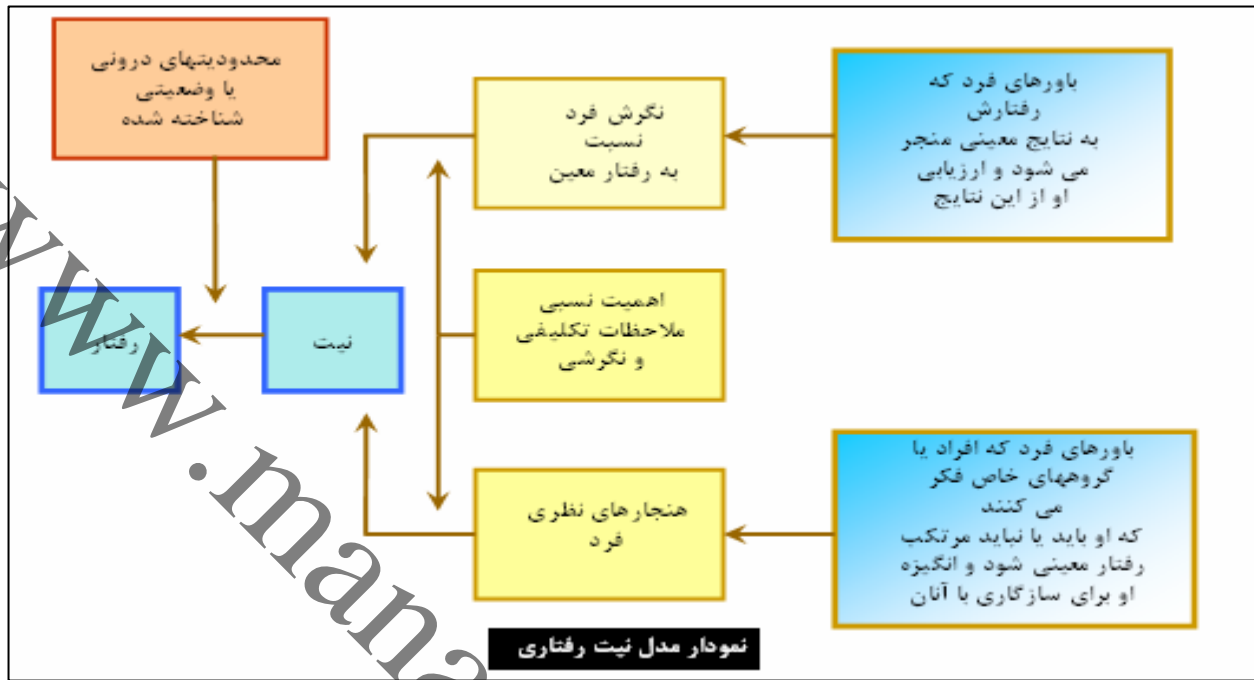 باورهای فرد که
رفتارش
به نتایج معینی منجر
می شود و ارزیابی
او از این نتایج
نگرش فرد
نسبت
به رفتار معین
محدودیتهای درونی
یا وضعیتی
شناخته شده
اهمیت نسبی
ملاحظات تکلیفی
و نگرشی
نیت
رفتار
باورهای فرد که افراد یا
گروههای خاص فکر
می کنند
که او باید یا نباید مرتکب
رفتار معینی شود و انگیزه
او برای سازگاری با آنان
هنجارهای نظری
فرد
نمودار مدل نیت رفتاری
www.mana